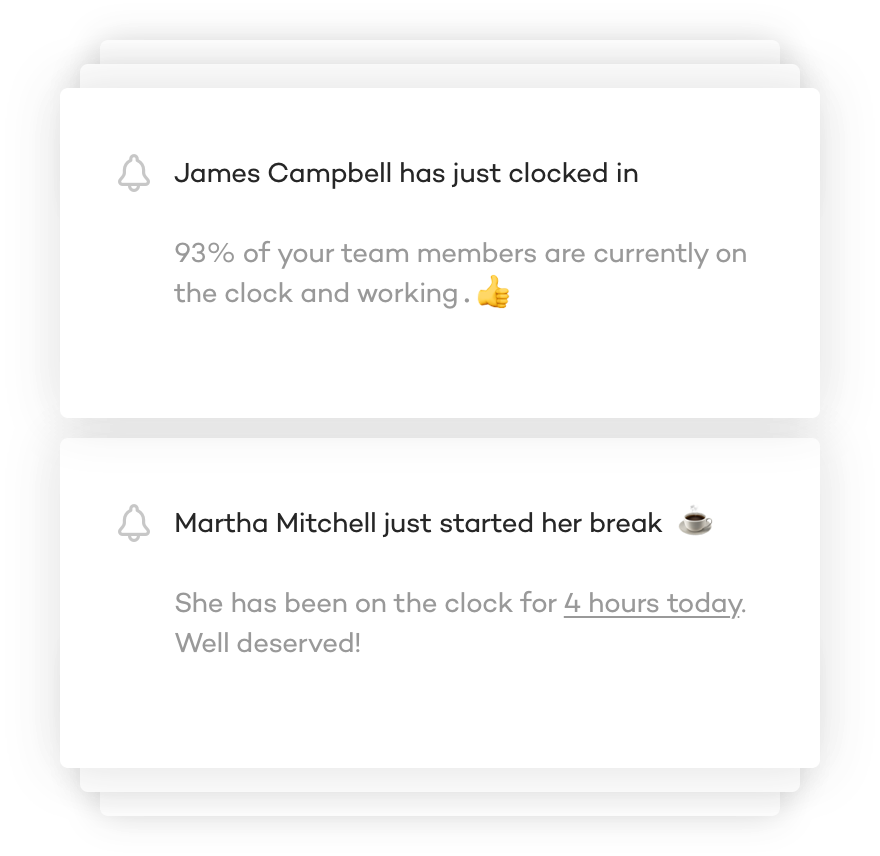 James Campbell has just clocked in
93% of your team members are currently on
the clock and working. 👍
Martha Mitchell just started her break ☕
She has been on the clock for 4 hours today.
Well deserved!